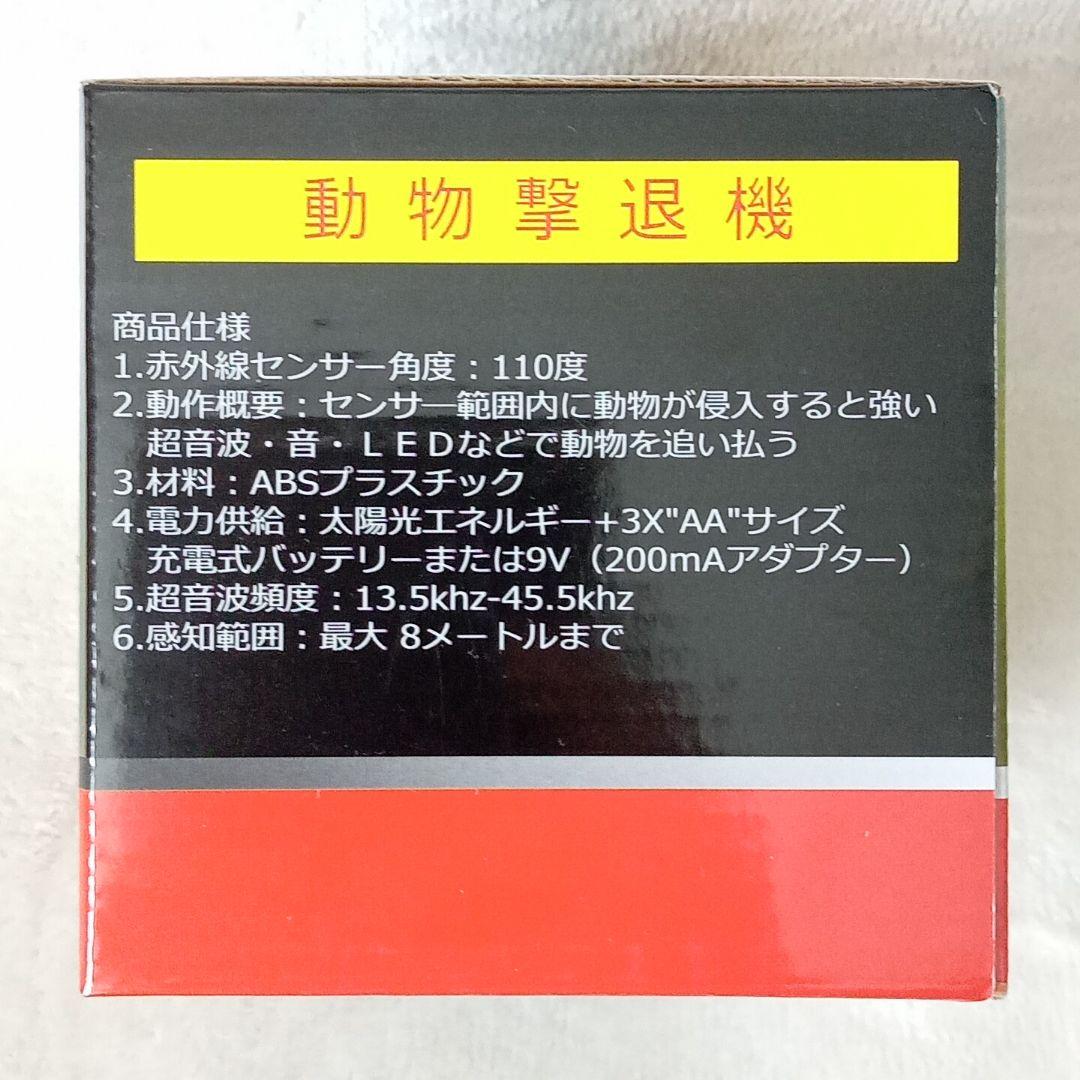 動物撃退機
商品仕様
1.赤外線センサー角度：110度
2.動作概要：センサー範囲内に動物が侵入すると強い
超音波・音・ＬＥＤなどで動物を追い払う
3.材料：ABSプラスチック
4.電力供給：太陽光エネルギー+3X"AA"サイズ
充電式バッテリーまたは9V（200mAアダプター）
5.超音波頻度：13.5khz-45.5khz
6.感知範囲：最大 8メートルまで